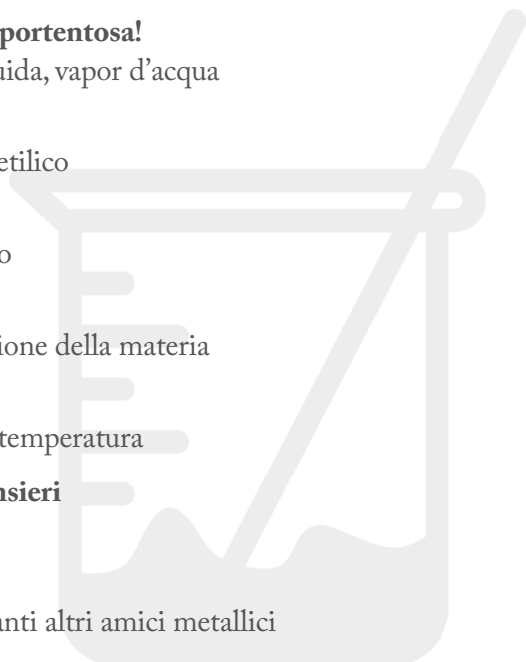 portentosa!
uida, vapor d’acqua
etilico
o
ione della materia
temperatura
nsieri
anti altri amici metallici